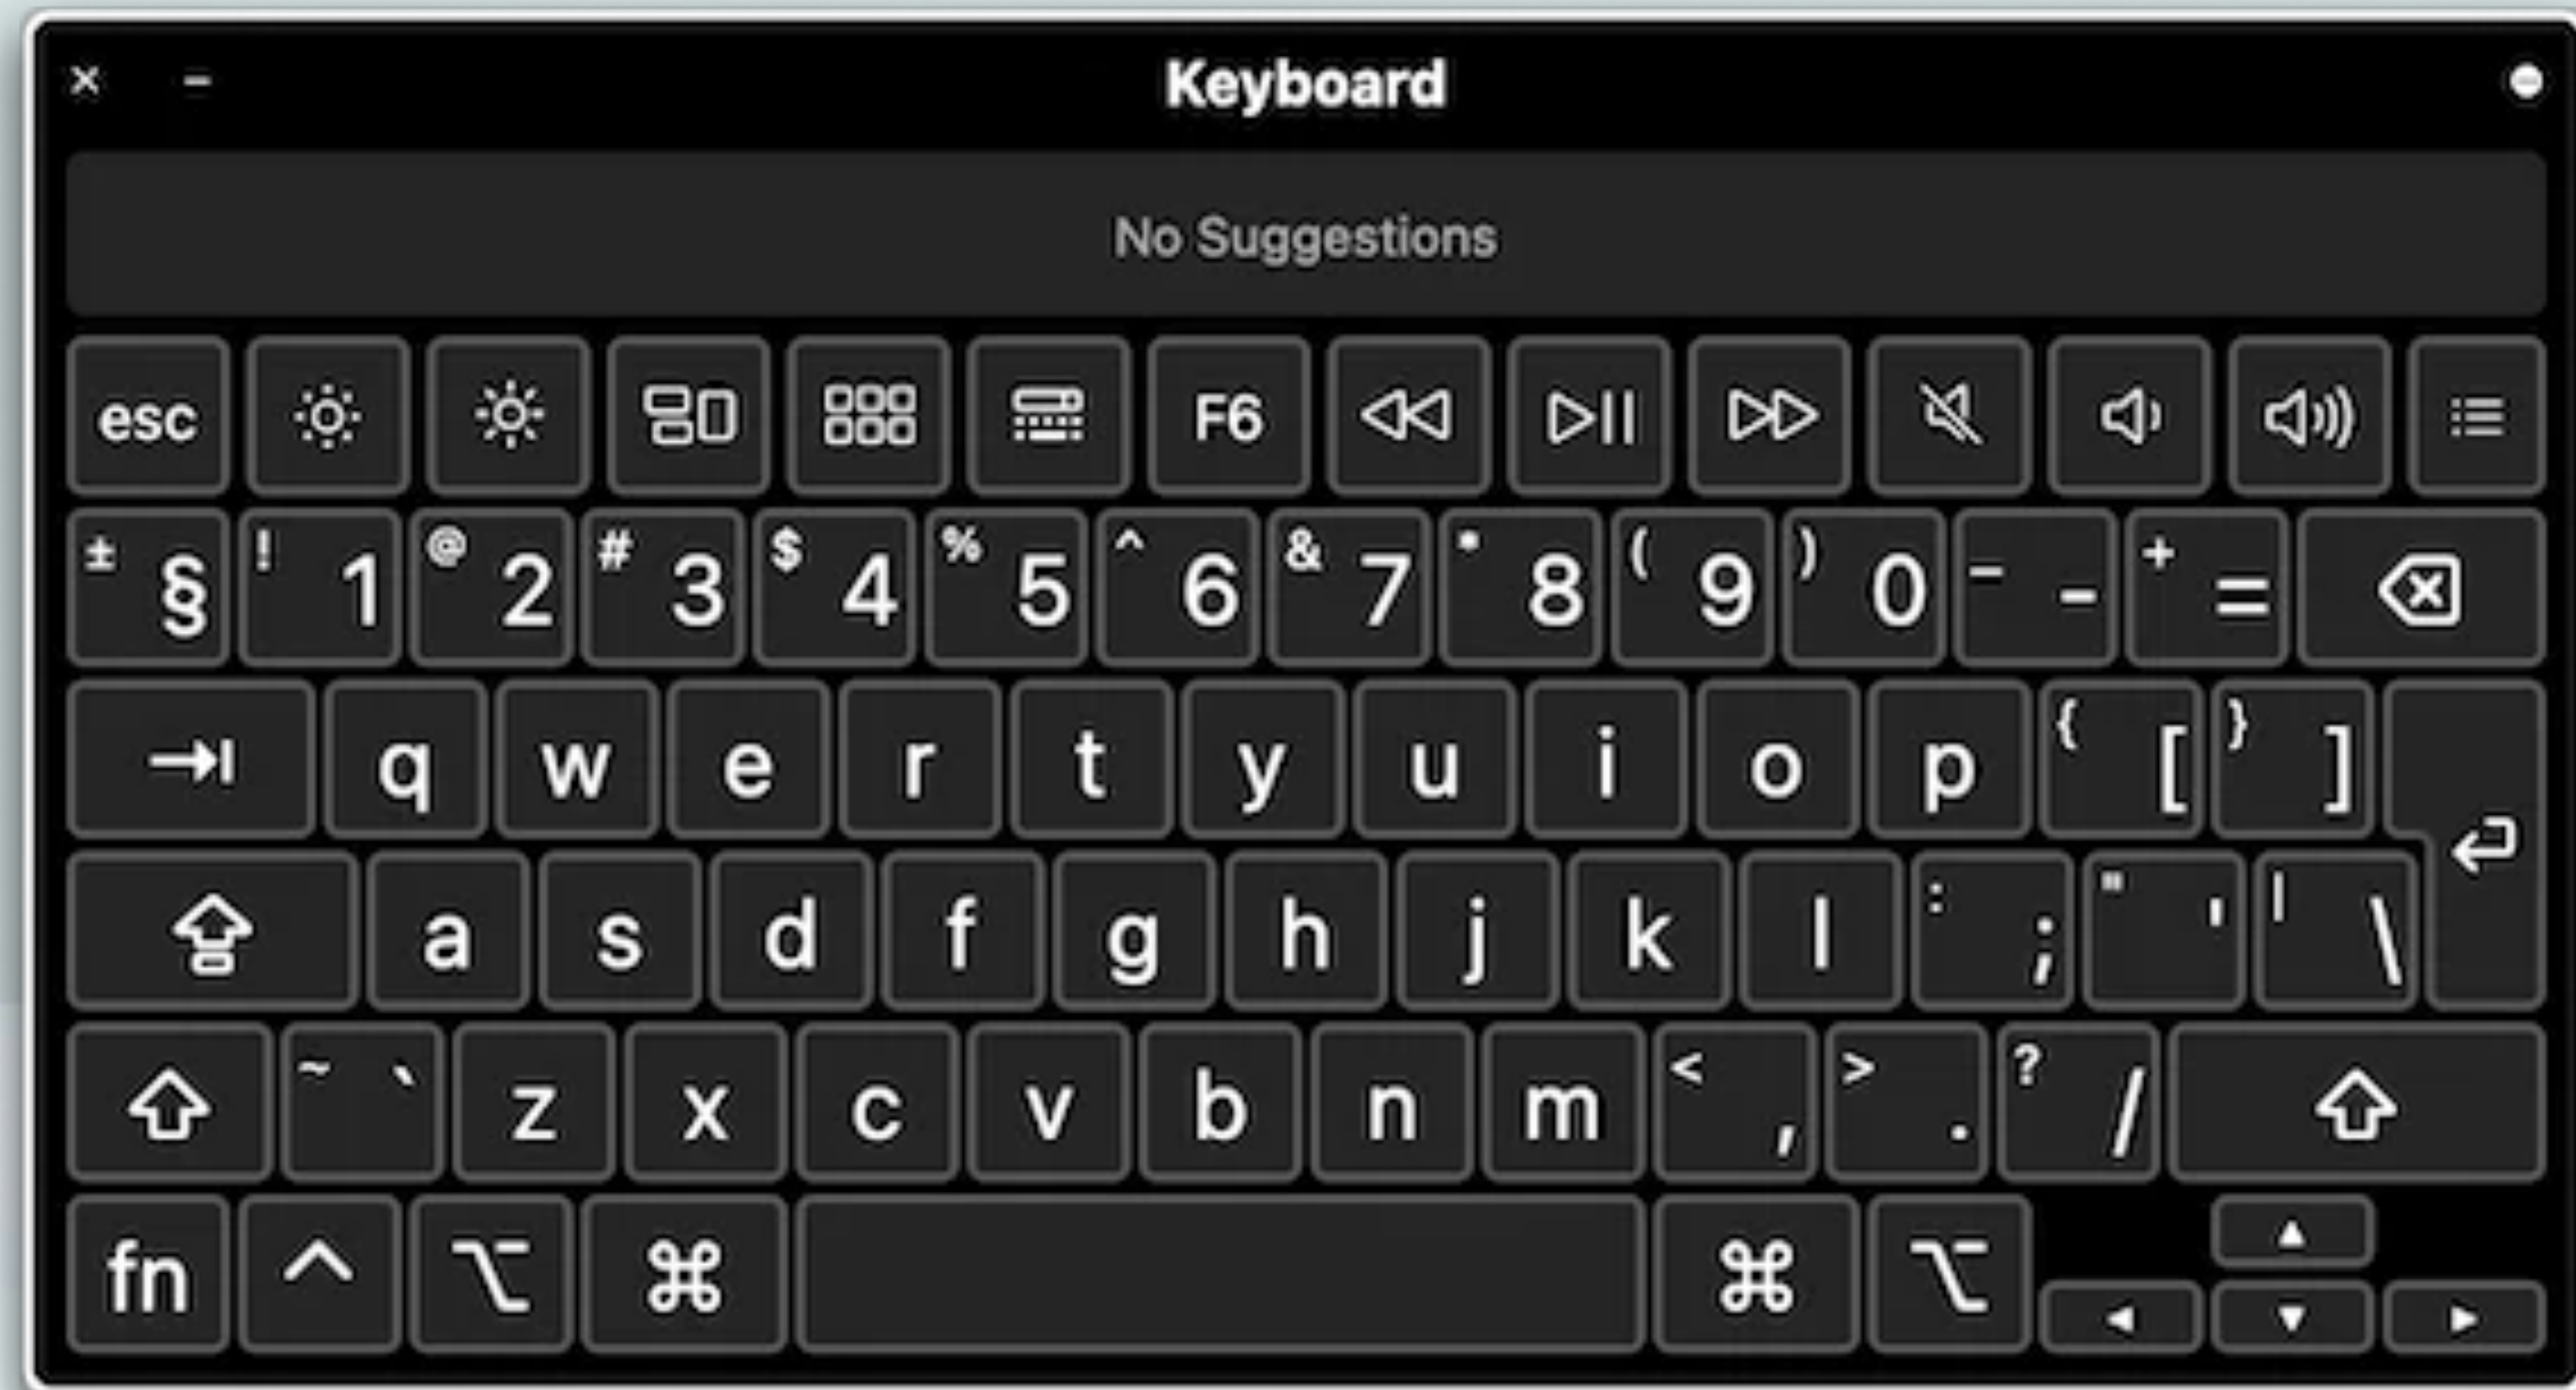 Keyboard
No Suggestions
esc F6
± § ! 1 @ 2 # 3 $ 4 % 5 ^ 6 & 7 * 8 ( 9 ) 0 _ - + =
q w e r t y u i o p { [ } ]
a s d f g h j k l : ; " ' | \
~ ` z x c v b n m < , > . ? /
fn ^ ⌥ ⌘ ⌘ ⌥